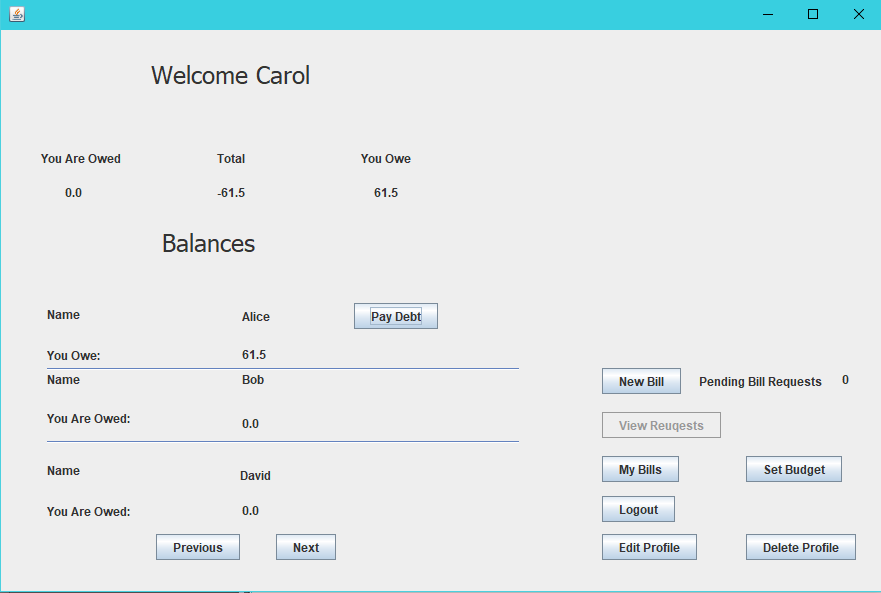 Welcome Carol
You Are Owed Total You Owe
0.0 -61.5 61.5
Balances
Name Alice Pay Debt
You Owe: 61.5
Name Bob
You Are Owed: 0.0
Name David
You Are Owed: 0.0
Previous Next
New Bill Pending Bill Requests 0
View Reuqests
My Bills Set Budget
Logout
Edit Profile Delete Profile